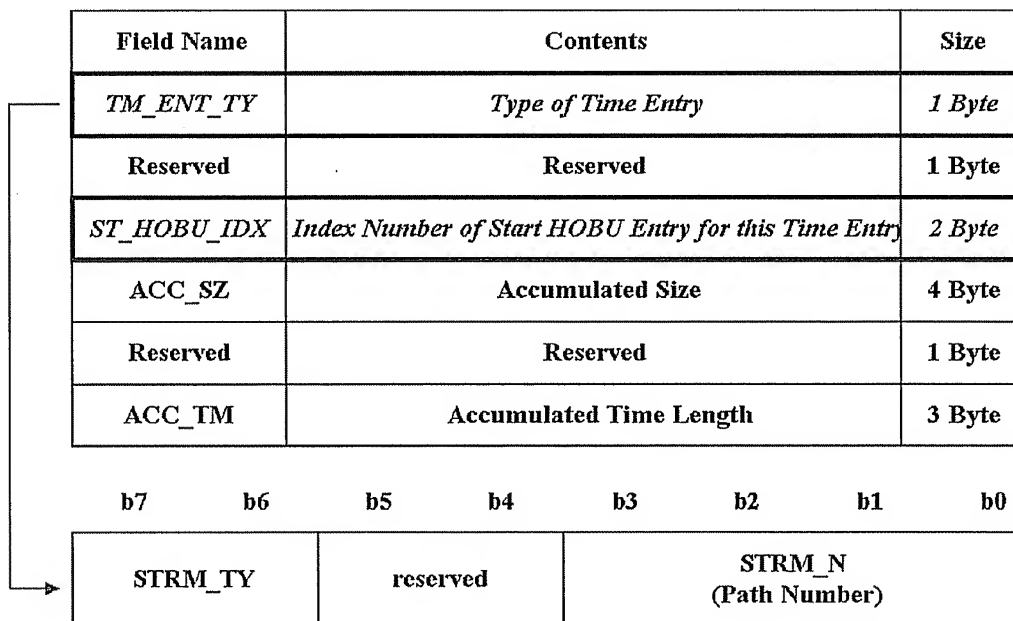 Field Name Contents Size
TM_ENT_TY Type of Time Entry 1 Byte
Reserved Reserved 1 Byte
ST_HOBU_IDX Index Number of Start HOBU Entry for this Time Entry 2 Byte
ACC_SZ Accumulated Size 4 Byte
Reserved Reserved 1 Byte
ACC_TM Accumulated Time Length 3 Byte
b7 b6 b5 b4 b3 b2 b1 b0
STRM_TY reserved STRM_N
(Path Number)